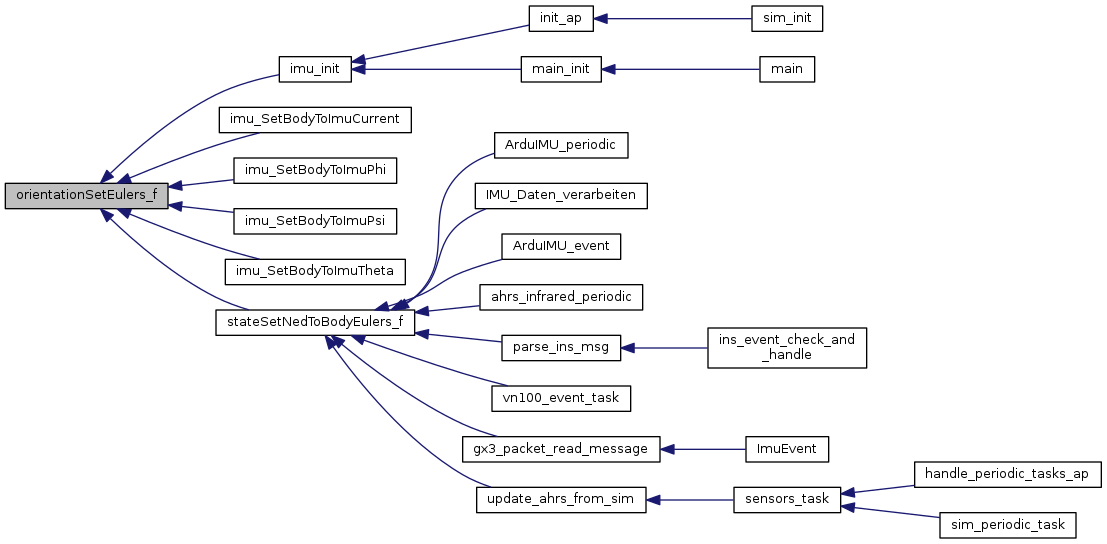 init_ap
sim_init
imu_init
main_init
main
imu_SetBodyToImuCurrent
ArduIMU_periodic
imu_SetBodyToImuPhi
orientationSetEulers_f
IMU_Daten_verarbeiten
imu_SetBodyToImuPsi
ArduIMU_event
imu_SetBodyToImuTheta
ahrs_infrared_periodic
stateSetNedToBodyEulers_f
parse_ins_msg
ins_event_check_and
_handle
vn100_event_task
gx3_packet_read_message
ImuEvent
handle_periodic_tasks_ap
update_ahrs_from_sim
sensors_task
sim_periodic_task